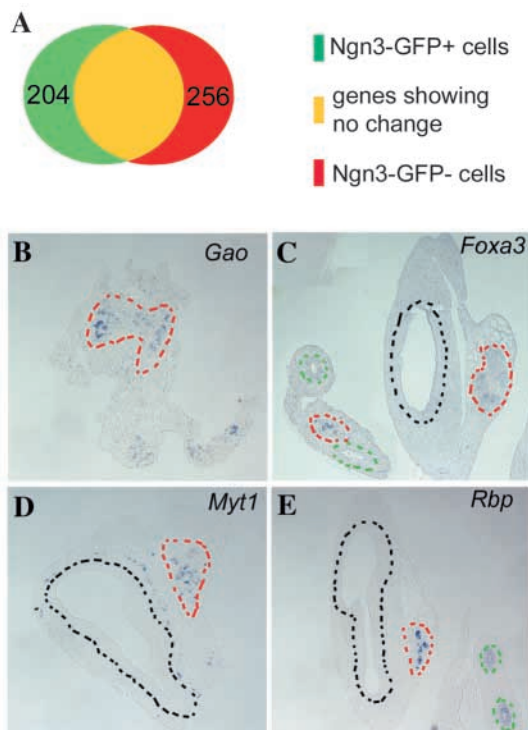 A
204
256
Ngn3-GFP+ cells
genes showing
no change
Ngn3-GFP- cells
B
Gao
C
Foxa3
D
Myt1
E
Rbp